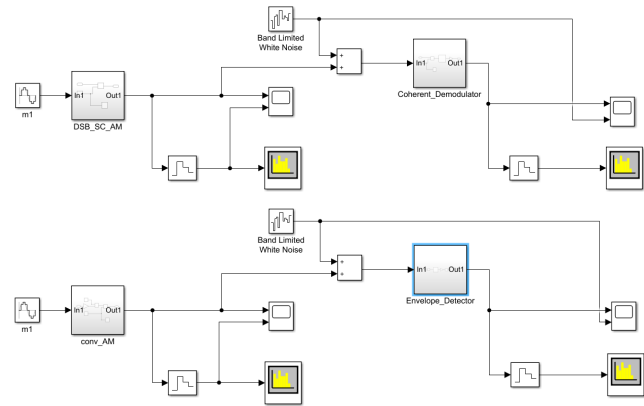 Band Limited
White Noise
+
+
In1 Out1
Coherent_Demodulator
In1 Out1
m1
DSB_SC_AM
Band Limited
White Noise
+
+
In1 Out1
Envelope_Detector
In1 Out1
m1
conv_AM